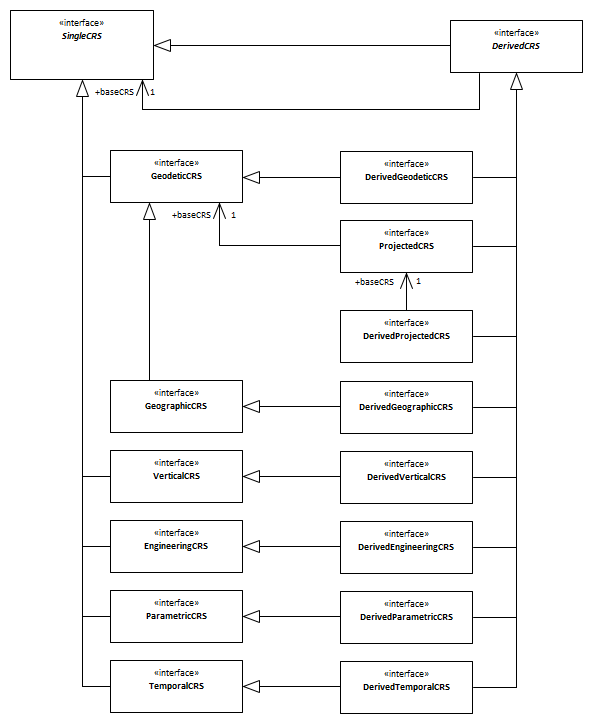 «interface»
SingleCRS
«interface»
DerivedCRS
+baseCRS 1
«interface»
GeodeticCRS
«interface»
DerivedGeodeticCRS
+baseCRS 1
«interface»
ProjectedCRS
+baseCRS 1
«interface»
DerivedProjectedCRS
«interface»
GeographicCRS
«interface»
DerivedGeographicCRS
«interface»
VerticalCRS
«interface»
DerivedVerticalCRS
«interface»
EngineeringCRS
«interface»
DerivedEngineeringCRS
«interface»
ParametricCRS
«interface»
DerivedParametricCRS
«interface»
TemporalCRS
«interface»
DerivedTemporalCRS